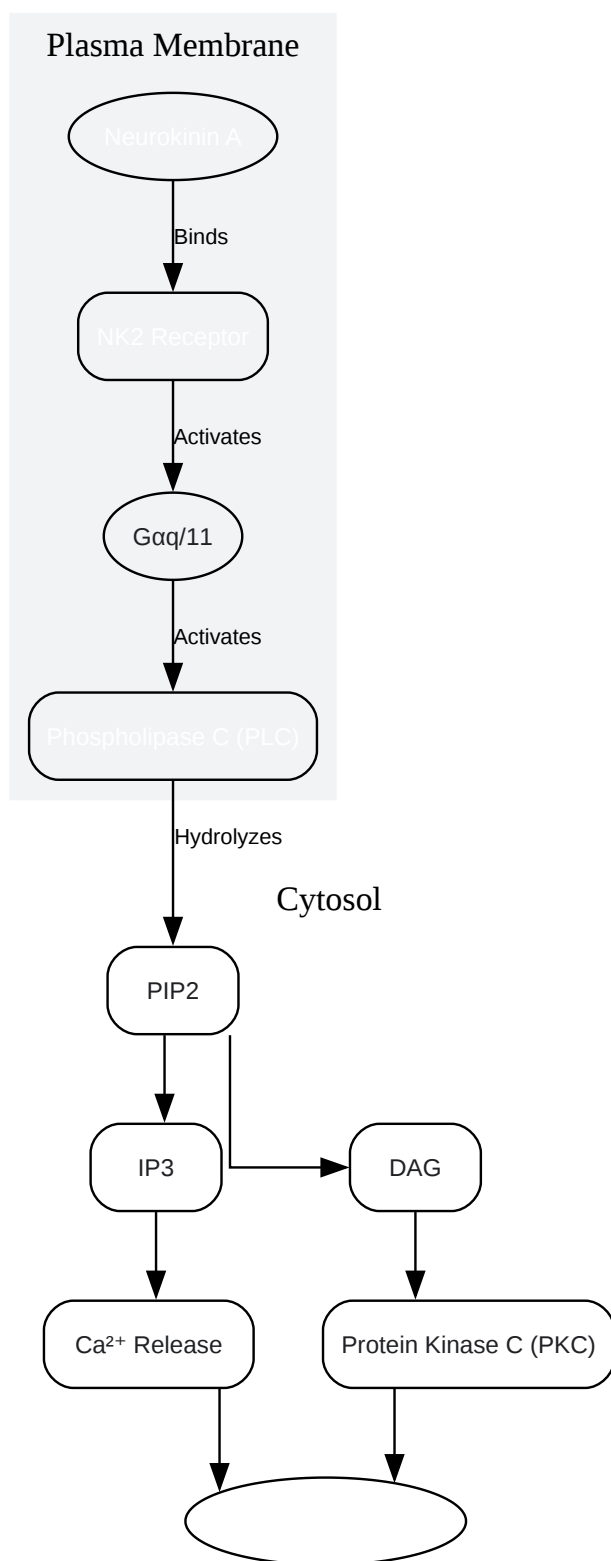 Plasma Membrane
Neurokinin A
Binds
NK2 Receptor
Activates
Gαq/11
Activates
Phospholipase C (PLC)
Hydrolyzes
Cytosol
PIP2
IP3
DAG
Ca²⁺ Release
Protein Kinase C (PKC)